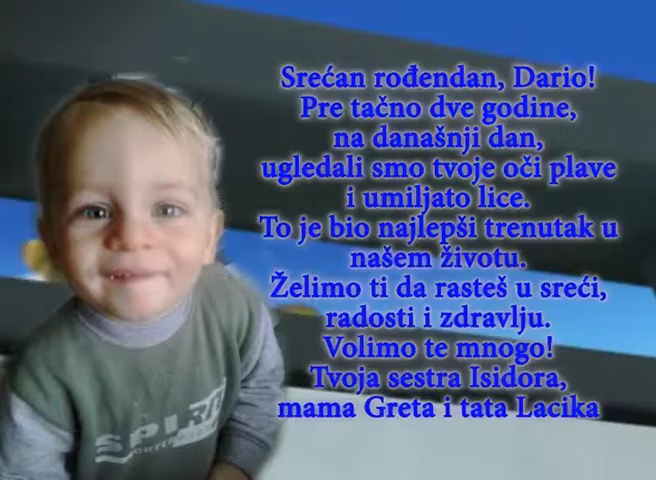 Srećan rođendan, Dario!
Pre tačno dve godine,
na današnji dan,
ugledali smo tvoje oči plave
i umiljato lice.
To je bio najlepši trenutak u
našem životu.
Želimo ti da rasteš u sreći,
radosti i zdravlju.
Volimo te mnogo!
Tvoja sestra Isidora,
mama Greta i tata Lacika